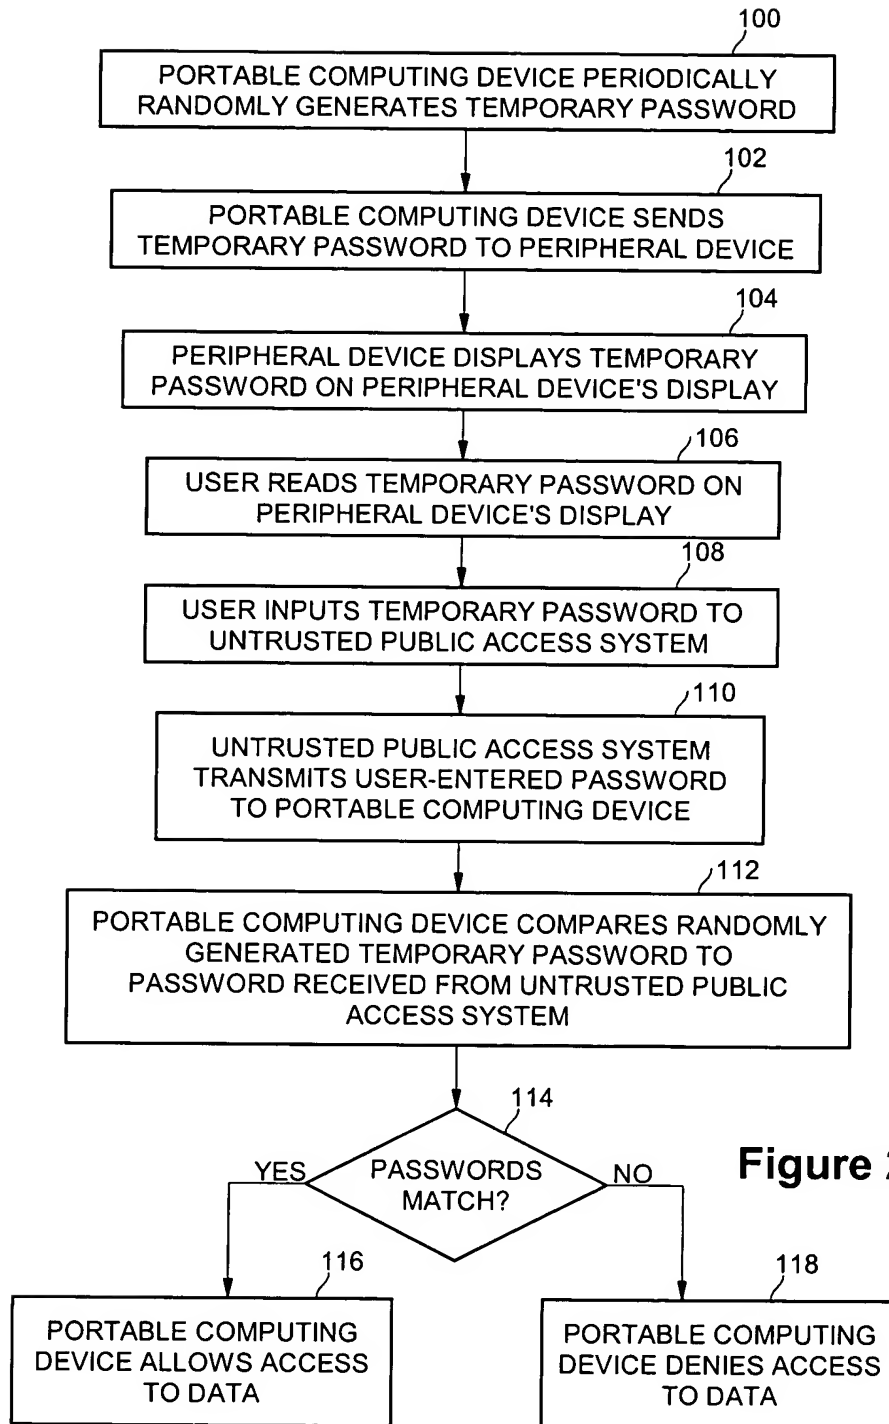 100
PORTABLE COMPUTING DEVICE PERIODICALLY
RANDOMLY GENERATES TEMPORARY PASSWORD
102
PORTABLE COMPUTING DEVICE SENDS
TEMPORARY PASSWORD TO PERIPHERAL DEVICE
104
PERIPHERAL DEVICE DISPLAYS TEMPORARY
PASSWORD ON PERIPHERAL DEVICE'S DISPLAY
106
USER READS TEMPORARY PASSWORD ON
PERIPHERAL DEVICE'S DISPLAY
108
USER INPUTS TEMPORARY PASSWORD TO
UNTRUSTED PUBLIC ACCESS SYSTEM
110
UNTRUSTED PUBLIC ACCESS SYSTEM
TRANSMITS USER-ENTERED PASSWORD
TO PORTABLE COMPUTING DEVICE
112
PORTABLE COMPUTING DEVICE COMPARES RANDOMLY
GENERATED TEMPORARY PASSWORD TO
PASSWORD RECEIVED FROM UNTRUSTED PUBLIC
ACCESS SYSTEM
114
YES
PASSWORDS
MATCH?
NO
Figure
116
PORTABLE COMPUTING
DEVICE ALLOWS ACCESS
TO DATA
118
PORTABLE COMPUTING
DEVICE DENIES ACCESS
TO DATA